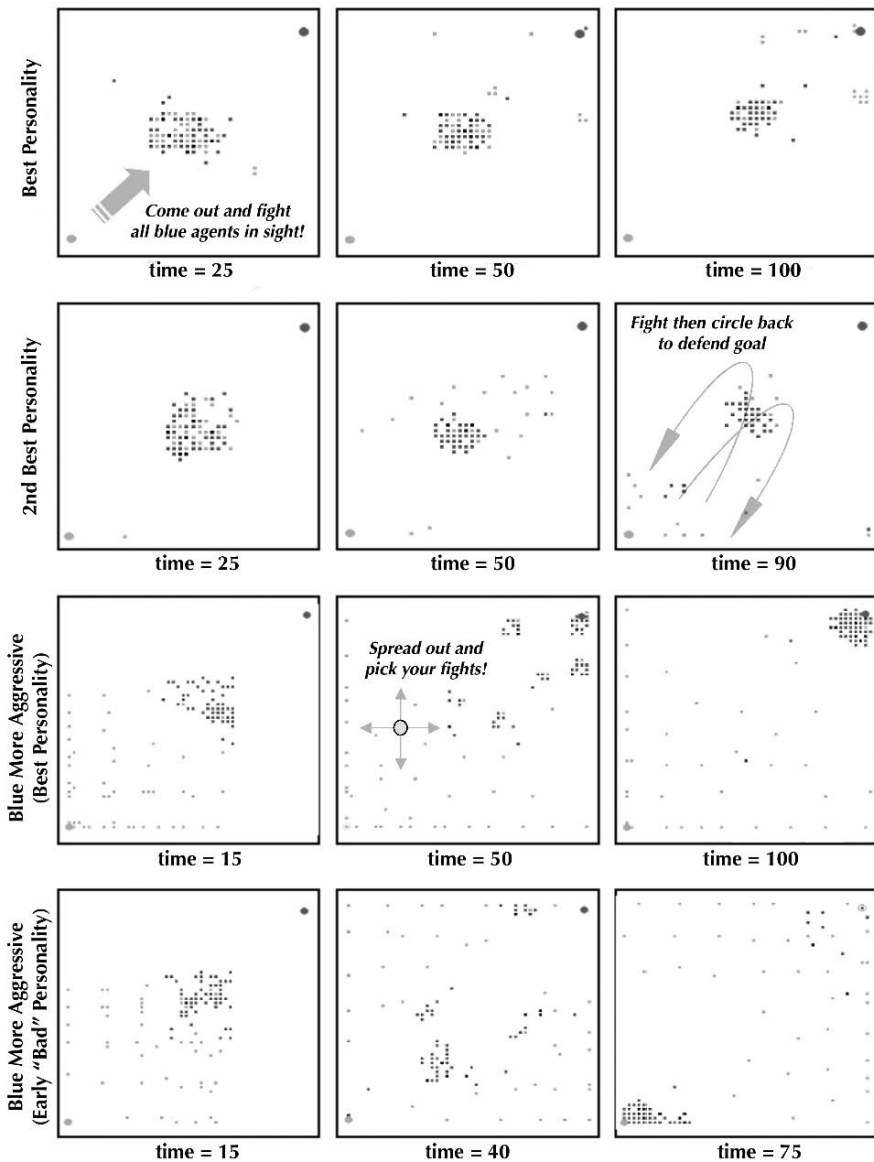 Best Personality
Come out and fight
all blue agents in sight!
time = 25
time = 50
time = 100
2nd Best Personality
Fight then circle back
to defend goal
time = 25
time = 50
time = 90
Blue More Aggressive
(Best Personality)
Spread out and
pick your fights!
time = 15
time = 50
time = 100
Blue More Aggressive
(Early “Bad” Personality)
time = 15
time = 40
time = 75